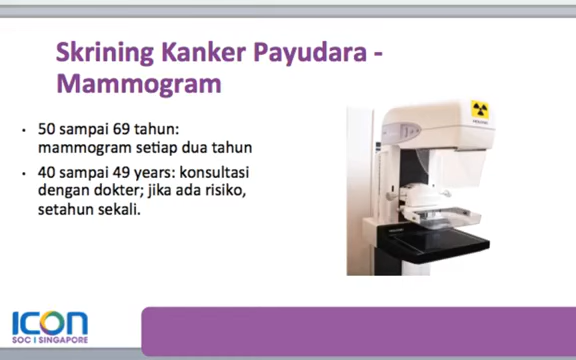 Skrining Kanker Payudara -
Mammogram
• 50 sampai 69 tahun:
mammogram setiap dua tahun
• 40 sampai 49 years: konsultasi
dengan dokter; jika ada risiko,
setahun sekali.
ICON
SOC I SINGAPORE